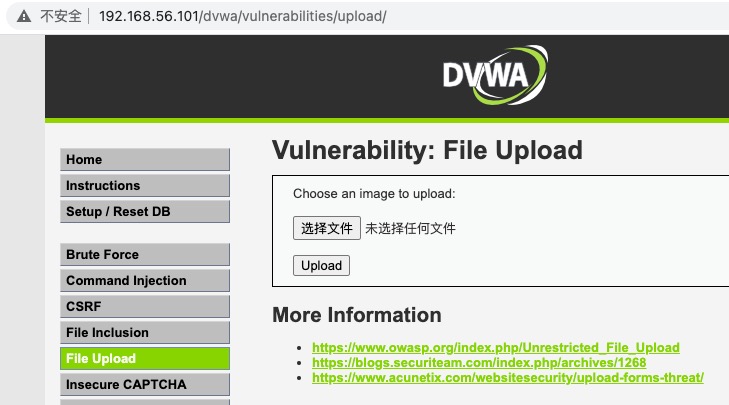 不安全 192.168.56.101/dvwa/vulnerabilities/upload/
DVWA
Home
Instructions
Setup / Reset DB
Brute Force
Command Injection
CSRF
File Inclusion
File Upload
Insecure CAPTCHA
Vulnerability: File Upload
Choose an image to upload:
选择文件 未选择任何文件
Upload
More Information
https://www.owasp.org/index.php/Unrestricted_File_Upload
https://blogs.securiteam.com/index.php/archives/1268
https://www.acunetix.com/websitesecurity/upload-forms-threat/